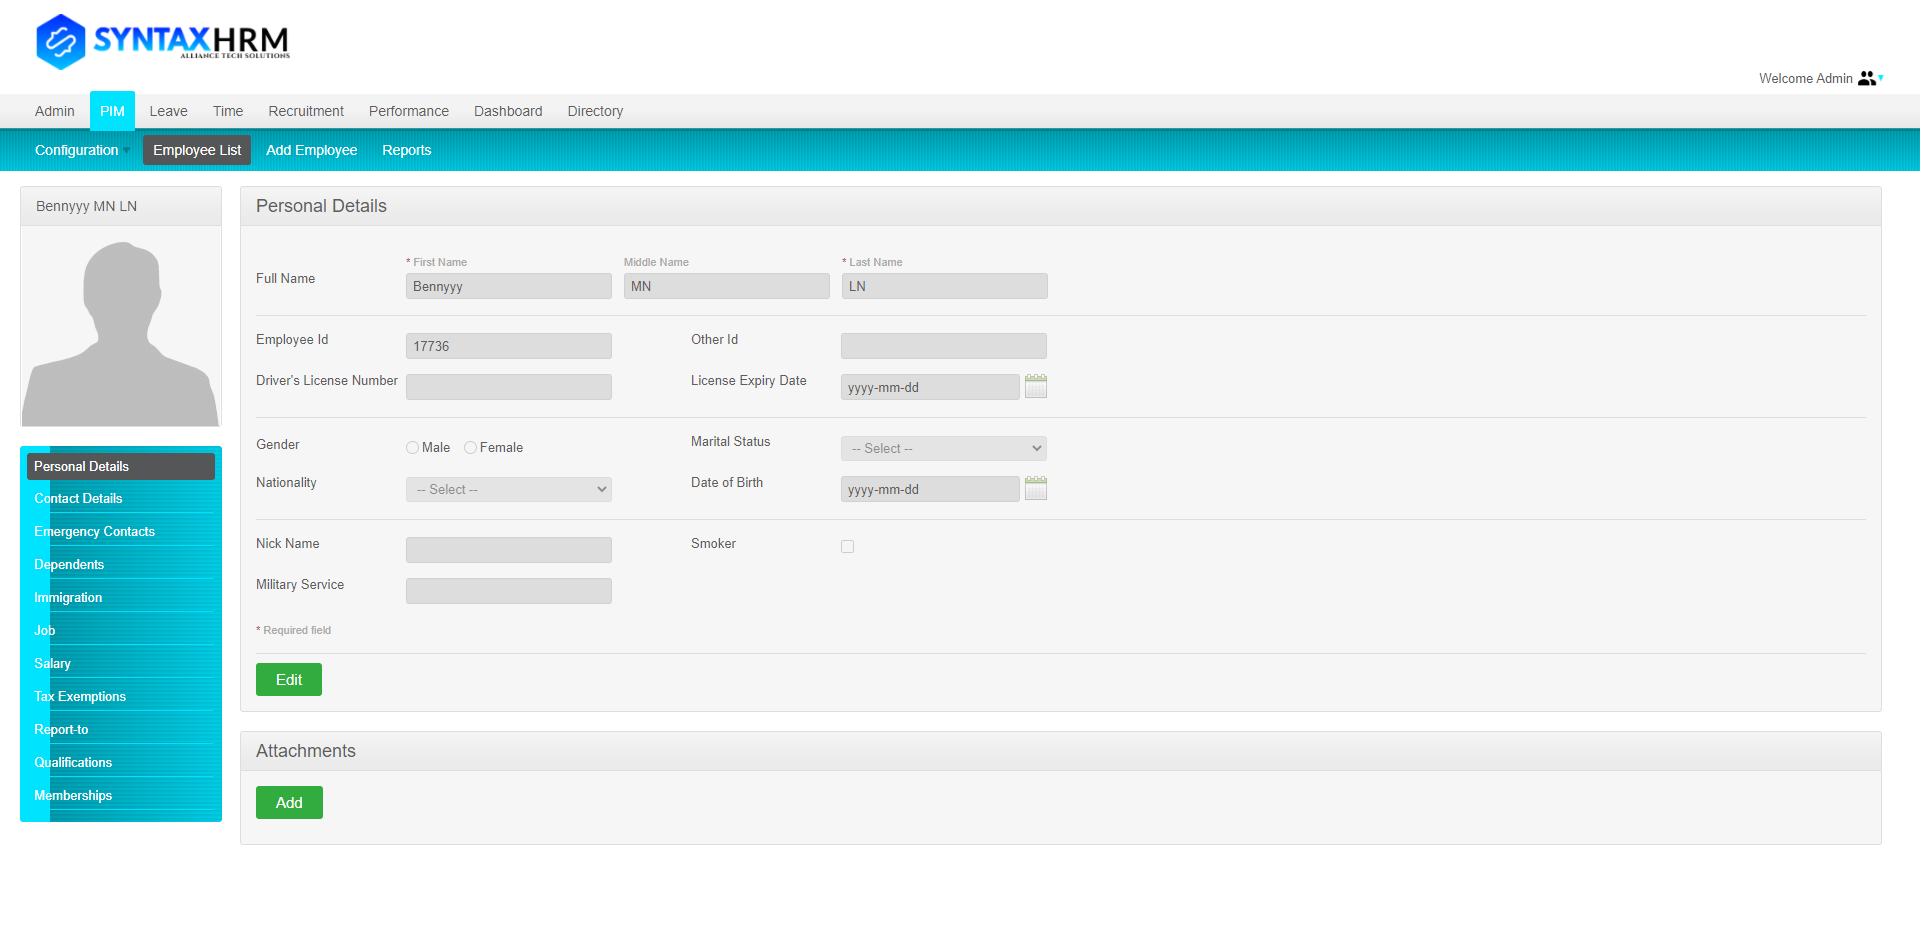 SYNTAXHRM
ALLIANCE TECH SOLUTIONS
Welcome Admin
Admin PIM Leave Time Recruitment Performance Dashboard Directory
Configuration Employee List Add Employee Reports
Bennyyy MN LN
Personal Details
* First Name Middle Name * Last Name
Full Name Bennyyy MN LN
Employee Id 17736 Other Id
Driver's License Number License Expiry Date yyyy-mm-dd
Gender Male Female Marital Status -- Select --
Nationality -- Select -- Date of Birth yyyy-mm-dd
Nick Name Smoker
Military Service
* Required field
Edit
Personal Details
Contact Details
Emergency Contacts
Dependents
Immigration
Job
Salary
Tax Exemptions
Report-to
Qualifications
Memberships
Attachments
Add